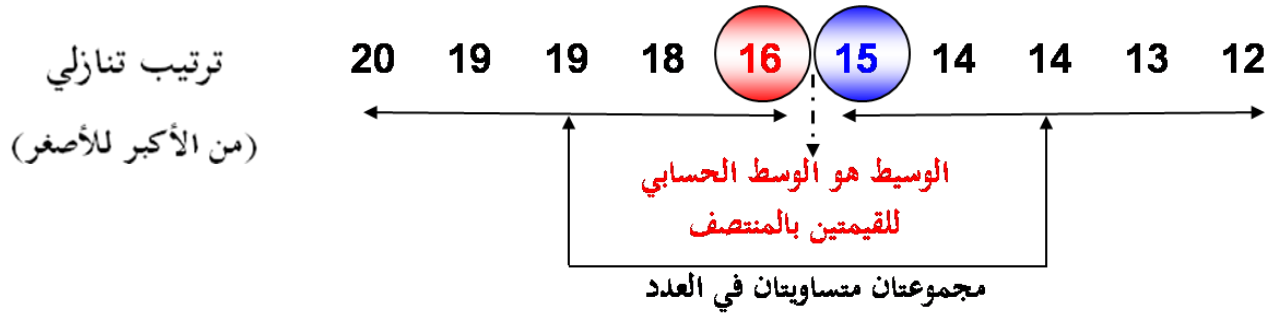 ترتيب تنازلي
(من الأكبر للأصغر)
20 19 19 18 16 15 14 14 13 12
الوسيط هو الوسط الحسابي
للقيمتين بالمنتصف
مجموعتان متساويتان في العدد